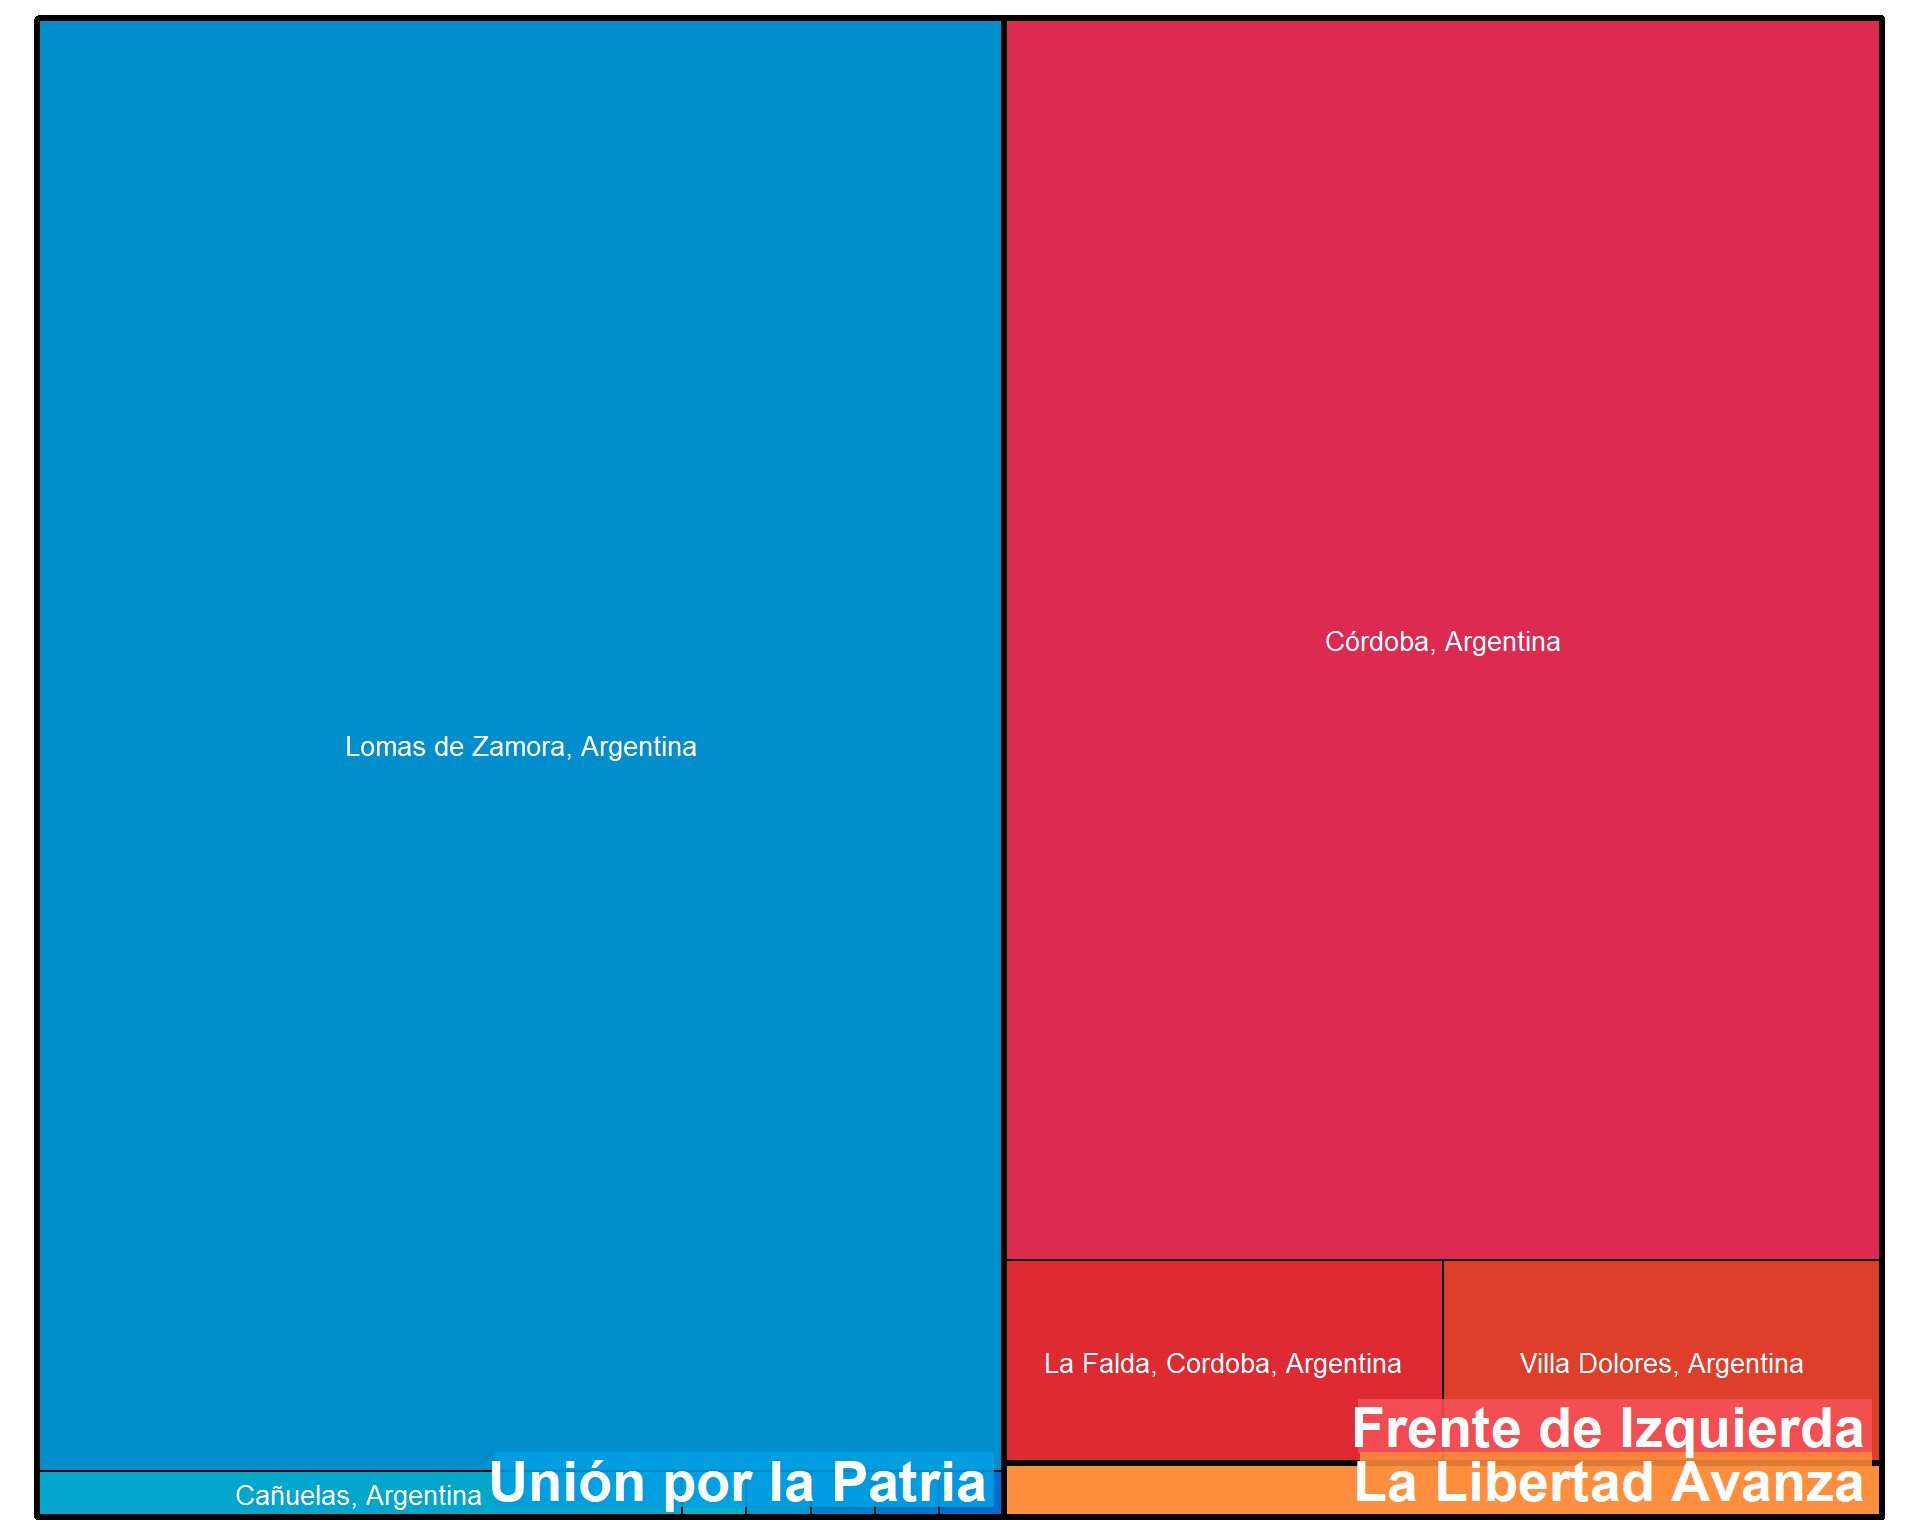 Lomas de Zamora, Argentina
Cañuelas, Argentina
Unión por la Patria
Córdoba, Argentina
La Falda, Cordoba, Argentina
Villa Dolores, Argentina
Frente de Izquierda
La Libertad Avanza